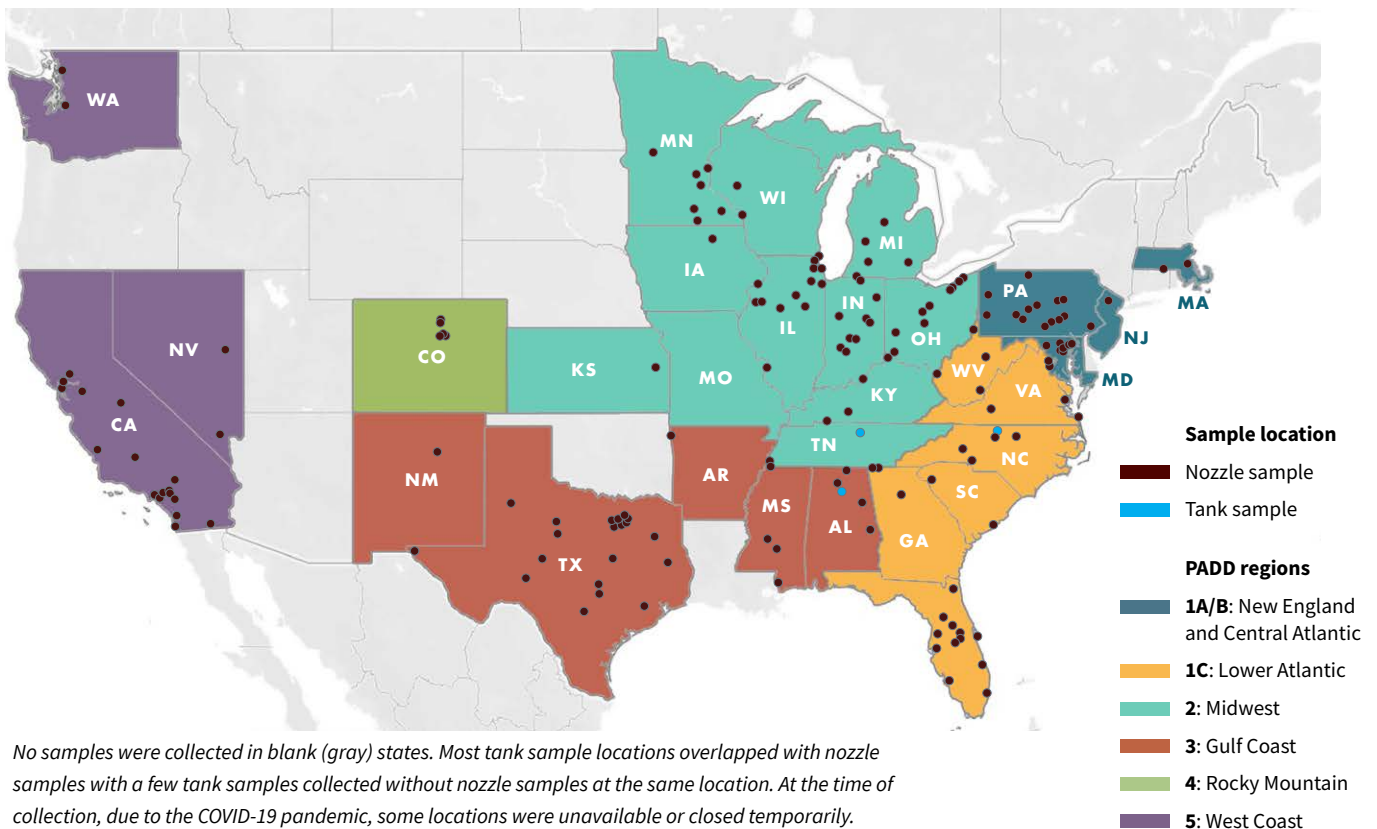 WA
MN
WI
MI
IA
PA
MA
NJ
IN
IL
OH
MD
NV
CO
KS
MO
WV
VA
KY
CA
TN
NC
NM
AR
SC
MS
AL
GA
TX
Sample location
Nozzle sample
Tank sample
PADD regions
1A/B: New England
and Central Atlantic
1C: Lower Atlantic
2: Midwest
3: Gulf Coast
4: Rocky Mountain
5: West Coast
No samples were collected in blank (gray) states. Most tank sample locations overlapped with nozzle
samples with a few tank samples collected without nozzle samples at the same location. At the time of
collection, due to the COVID-19 pandemic, some locations were unavailable or closed temporarily.